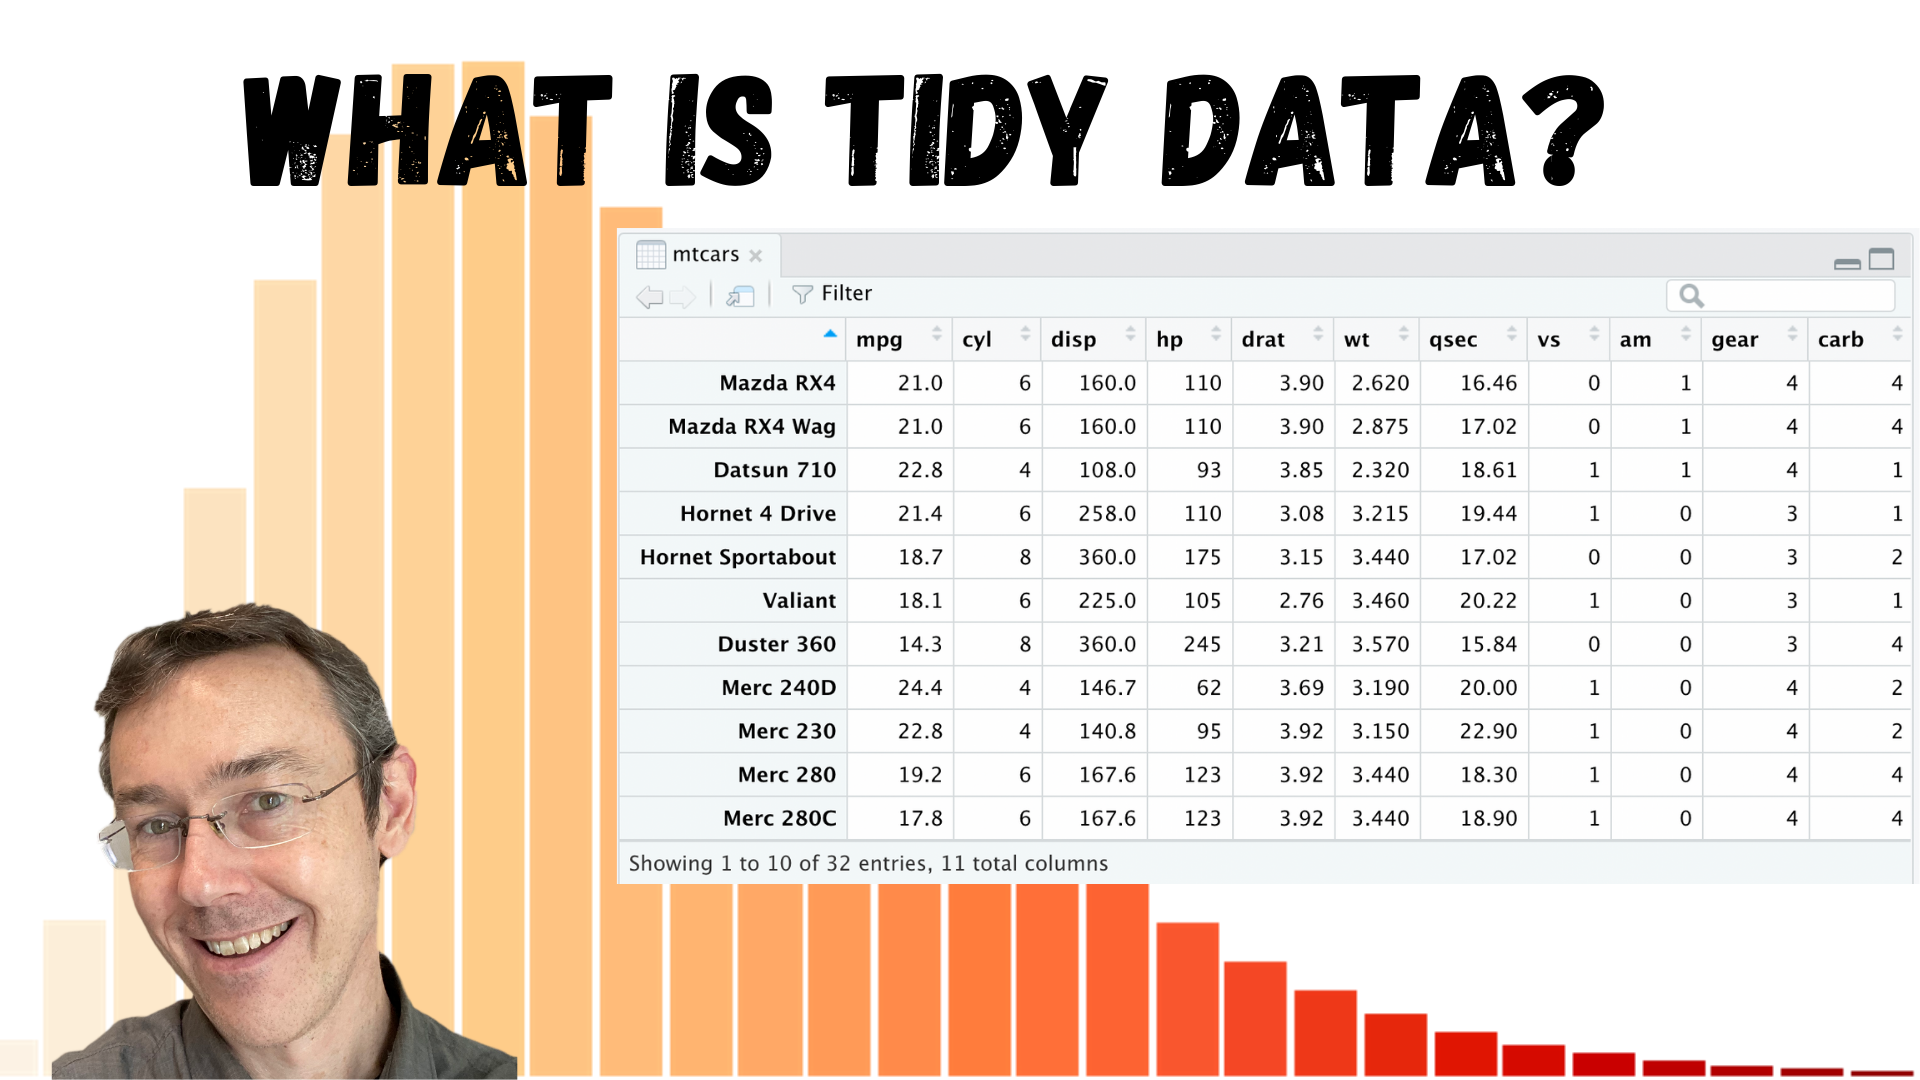 WHAT IS TIDY DATA?
mtcars
Filter
mpg cyl disp hp drat wt qsec vs am gear carb
Mazda RX4 21.0 6 160.0 110 3.90 2.620 16.46 0 1 4 4
Mazda RX4 Wag 21.0 6 160.0 110 3.90 2.875 17.02 0 1 4 4
Datsun 710 22.8 4 108.0 93 3.85 2.320 18.61 1 1 4 1
Hornet 4 Drive 21.4 6 258.0 110 3.08 3.215 19.44 1 0 3 1
Hornet Sportabout 18.7 8 360.0 175 3.15 3.440 17.02 0 0 3 2
Valiant 18.1 6 225.0 105 2.76 3.460 20.22 1 0 3 1
Duster 360 14.3 8 360.0 245 3.21 3.570 15.84 0 0 3 4
Merc 240D 24.4 4 146.7 62 3.69 3.190 20.00 1 0 4 2
Merc 230 22.8 4 140.8 95 3.92 3.150 22.90 1 0 4 2
Merc 280 19.2 6 167.6 123 3.92 3.440 18.30 1 0 4 4
Merc 280C 17.8 6 167.6 123 3.92 3.440 18.90 1 0 4 4
Showing 1 to 10 of 32 entries, 11 total columns